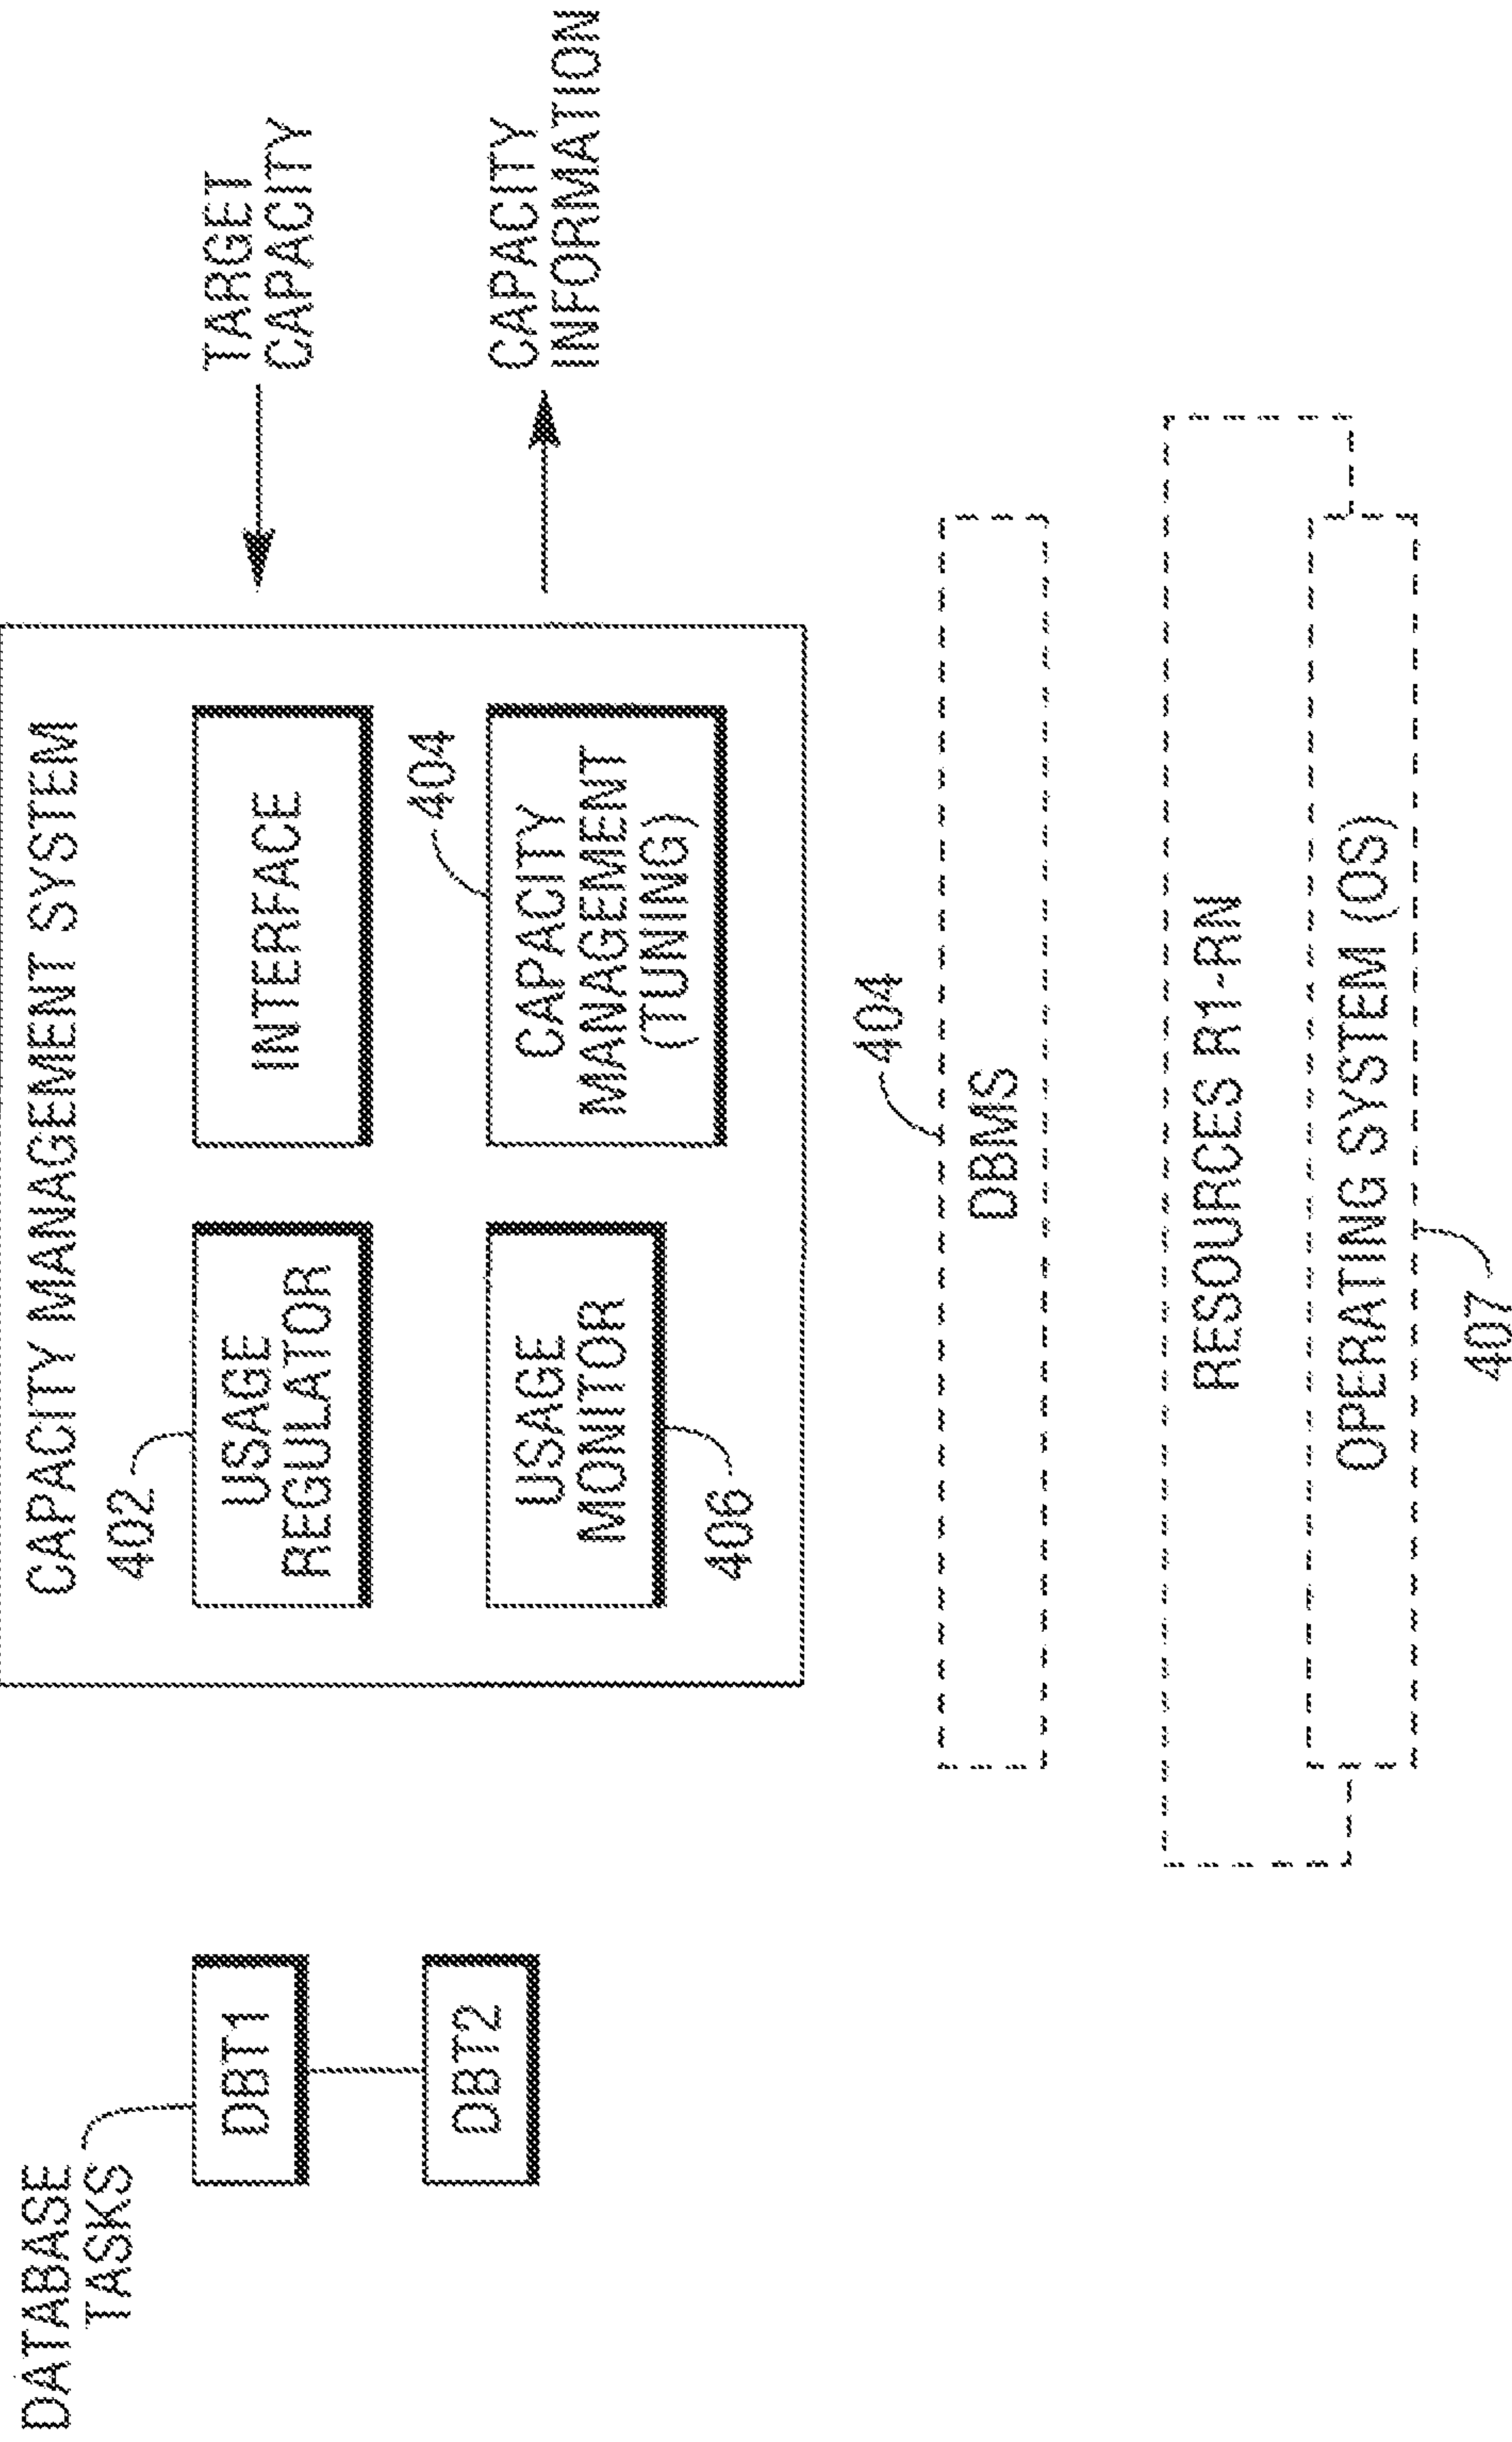 DATABASE
TASKS
DBT1
DBT2
CAPACITY MANAGEMENT SYSTEM
402
USAGE
REGULATOR
INTERFACE
404
USAGE
MONITOR
406
CAPACITY
MANAGEMENT
(TUNING)
TARGET
CAPACITY
CAPACITY
INFORMATION
404
DBMS
RESOURCES R1-RN
OPERATING SYSTEM (OS)
407